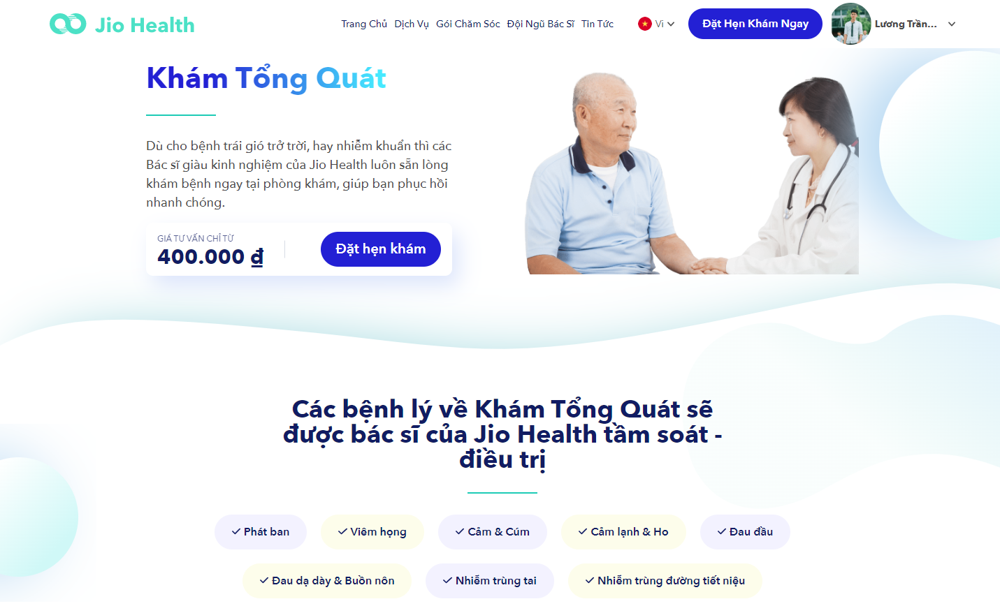 Jio Health
Trang Chủ Dịch Vụ Gói Chăm Sóc Đội Ngũ Bác Sĩ Tin Tức Vi Đặt Hẹn Khám Ngay Lương Trần...
Khám Tổng Quát
Dù cho bệnh trái gió trở trời, hay nhiễm khuẩn thì các
Bác sĩ giàu kinh nghiệm của Jio Health luôn sẵn lòng
khám bệnh ngay tại phòng khám, giúp bạn phục hồi
nhanh chóng.
GIÁ TƯ VẤN CHỈ TỪ
400.000 ₫
Đặt hẹn khám
Các bệnh lý về Khám Tổng Quát sẽ
được bác sĩ của Jio Health tầm soát -
điều trị
Phát ban Viêm họng Cảm & Cúm Cảm lạnh & Ho Đau đầu
Đau dạ dày & Buồn nôn Nhiễm trùng tai Nhiễm trùng đường tiết niệu